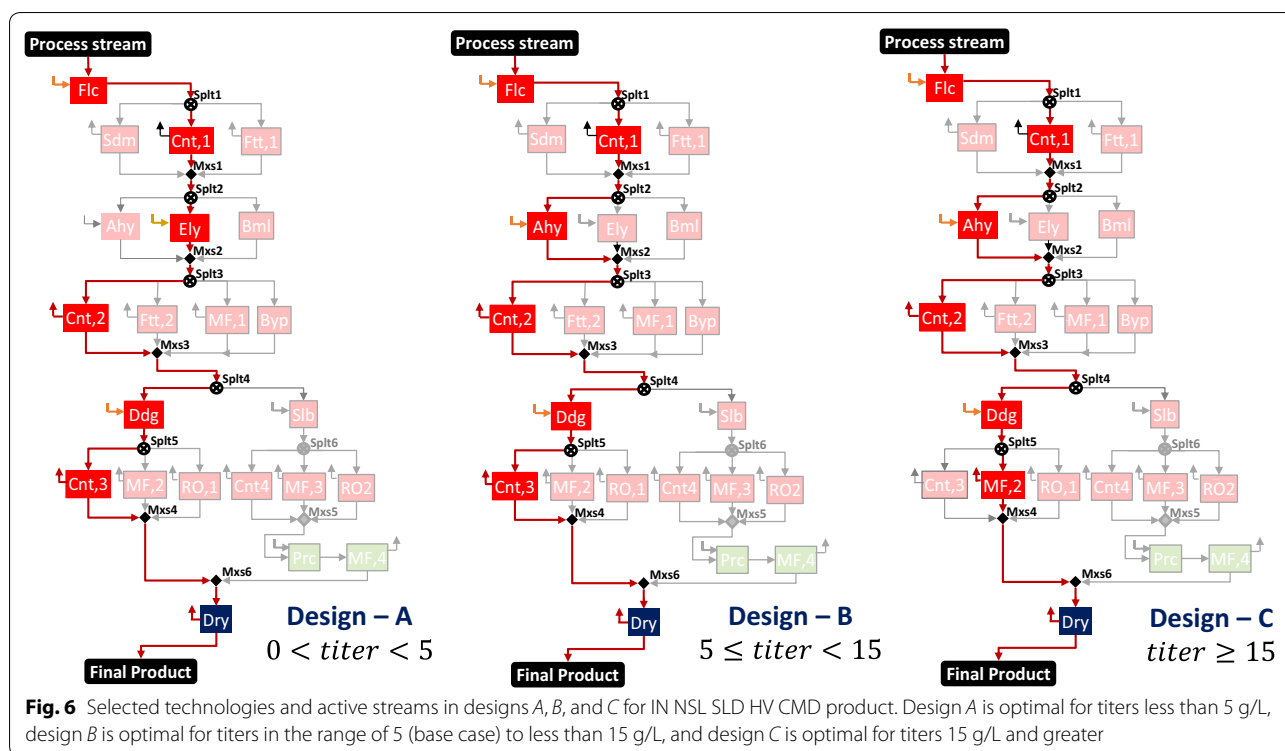 Process stream
Flc
Splt1
Sdm
Cnt,1
Ftt,1
Mxs1
Splt2
Ahy
Ely
Bml
Mxs2
Splt3
Cnt,2
Ftt,2
MF,1
Byp
Mxs3
Splt4
Ddg
Slb
Splt5
Splt6
Cnt,3
MF,2
RO,1
Cnt4
MF,3
RO2
Mxs4
Mxs5
Prc
MF,4
Mxs6
Dry
Design – A
0 < titer < 5
Final Product
Process stream
Flc
Splt1
Sdm
Cnt,1
Ftt,1
Mxs1
Splt2
Ahy
Ely
Bml
Mxs2
Splt3
Cnt,2
Ftt,2
MF,1
Byp
Mxs3
Splt4
Ddg
Slb
Splt5
Splt6
Cnt,3
MF,2
RO,1
Cnt4
MF,3
RO2
Mxs4
Mxs5
Prc
MF,4
Mxs6
Dry
Design – B
5 ≤ titer < 15
Final Product
Process stream
Flc
Splt1
Sdm
Cnt,1
Ftt,1
Mxs1
Splt2
Ahy
Ely
Bml
Mxs2
Splt3
Cnt,2
Ftt,2
MF,1
Byp
Mxs3
Splt4
Ddg
Slb
Splt5
Splt6
Cnt,3
MF,2
RO,1
Cnt4
MF,3
RO2
Mxs4
Mxs5
Prc
MF,4
Mxs6
Dry
Design – C
titer ≥ 15
Final Product
Fig. 6 Selected technologies and active streams in designs A, B, and C for IN NSL SLD HV CMD product. Design A is optimal for titers less than 5 g/L,
design B is optimal for titers in the range of 5 (base case) to less than 15 g/L, and design C is optimal for titers 15 g/L and greater